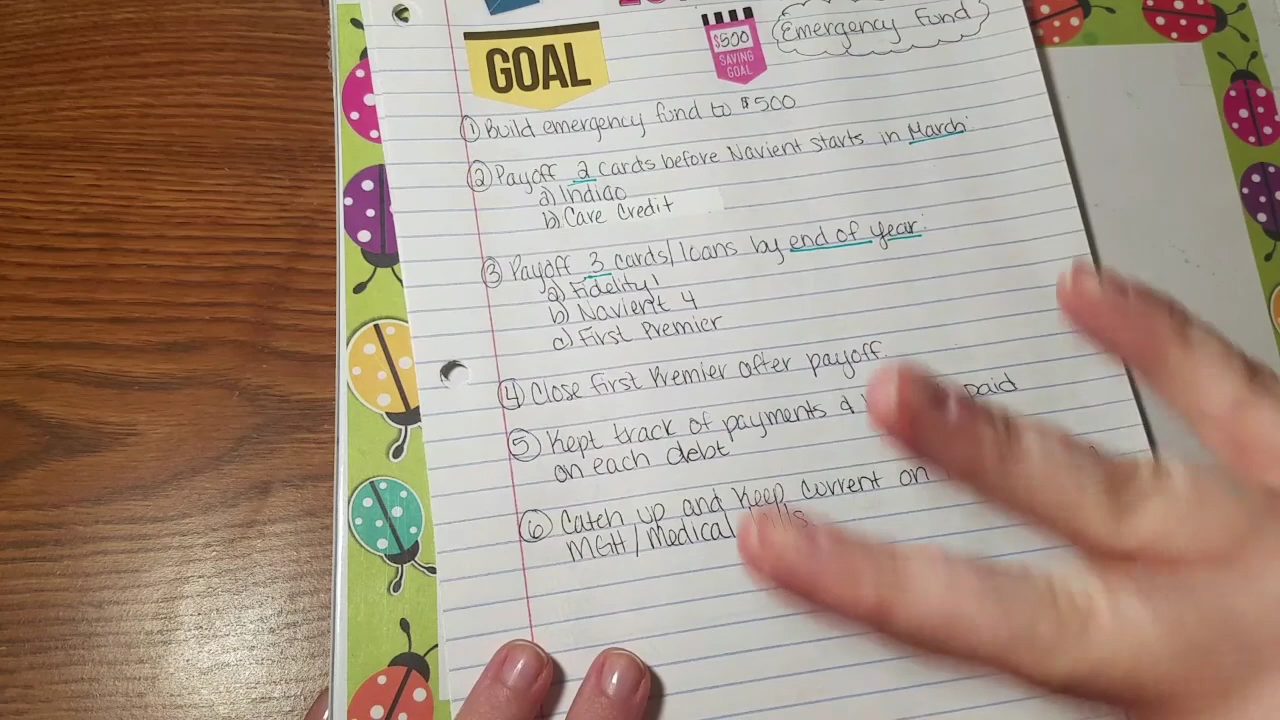 GOAL
$500
SAVING
GOAL
Emergency Fund
① Build emergency fund to $500
② Payoff 2 cards before Navient starts in March:
a) Indigo
b) Care Credit
③ Payoff 3 cards/loans by end of year:
a) Fidelity 1
b) Navient 4
c) First Premier
④ Close First Premier after payoff.
⑤ Kept track of payments & paid
on each debt
⑥ Catch up and keep current on
MGH/Medical bills